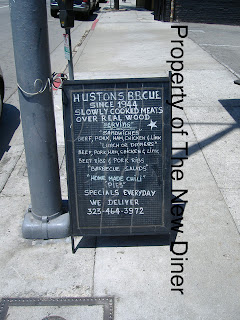 HUSTONS BBCUE
SINCE 1944
SLOWLY COOKED MEATS
OVER REAL WOOD
"SERVING"
"SANDWICHES"
BEEF, PORK, HAM, CHICKEN & LINK
"LUNCH OR DINNERS"
BEEF, PORK, HAM, CHICKEN & LINK
BEEF RIBS & PORK RIBS
"BARBECUE SALADS"
"HOME MADE CHILI"
"PIES"
SPECIALS EVERYDAY
WE DELIVER
323-464-3972
Property of The New Diner